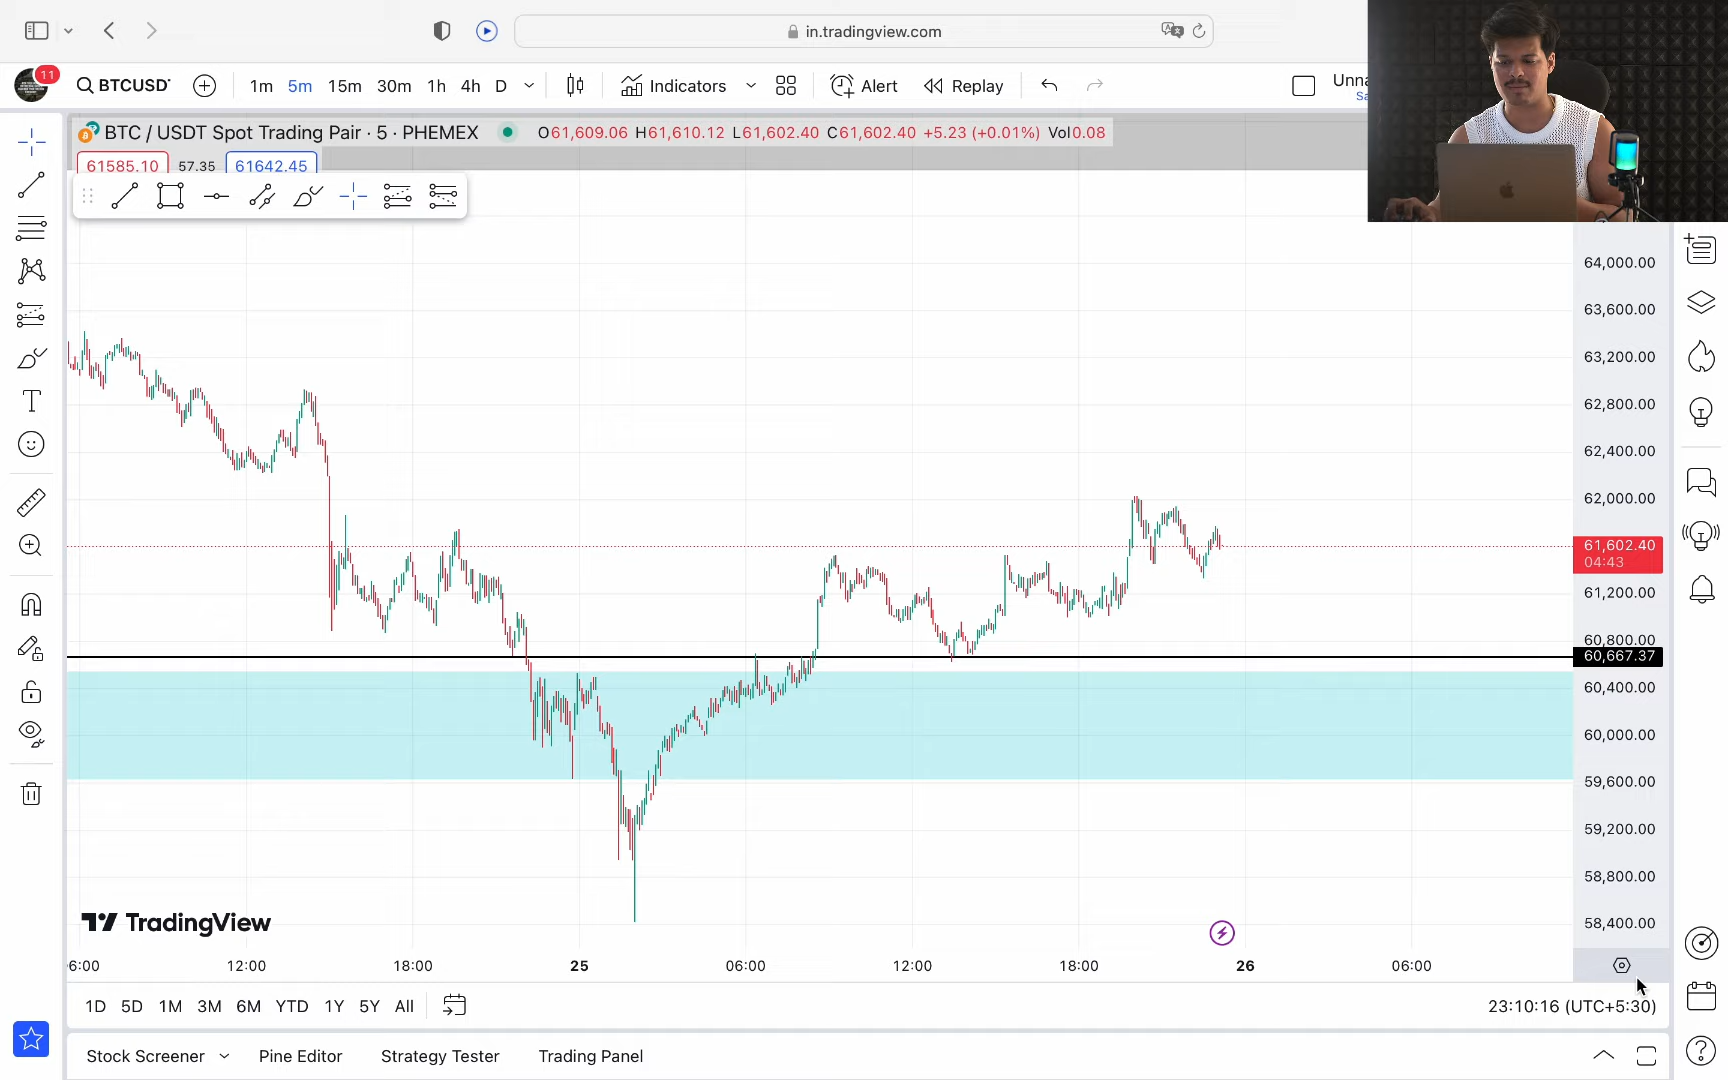 in.tradingview.com
11
BTCUSD
1m 5m 15m 30m 1h 4h D Indicators Alert Replay
Unna
Sa
BTC / USDT Spot Trading Pair · 5 · PHEMEX O61,609.06 H61,610.12 L61,602.40 C61,602.40 +5.23 (+0.01%) Vol0.08
61585.10 57.35 61642.45
64,000.00
63,600.00
63,200.00
62,800.00
62,400.00
62,000.00
61,602.40
04:43
61,200.00
60,800.00
60,667.37
60,400.00
60,000.00
59,600.00
59,200.00
58,800.00
58,400.00
TradingView
6:00 12:00 18:00 25 06:00 12:00 18:00 26 06:00
1D 5D 1M 3M 6M YTD 1Y 5Y All 23:10:16 (UTC+5:30)
Stock Screener Pine Editor Strategy Tester Trading Panel